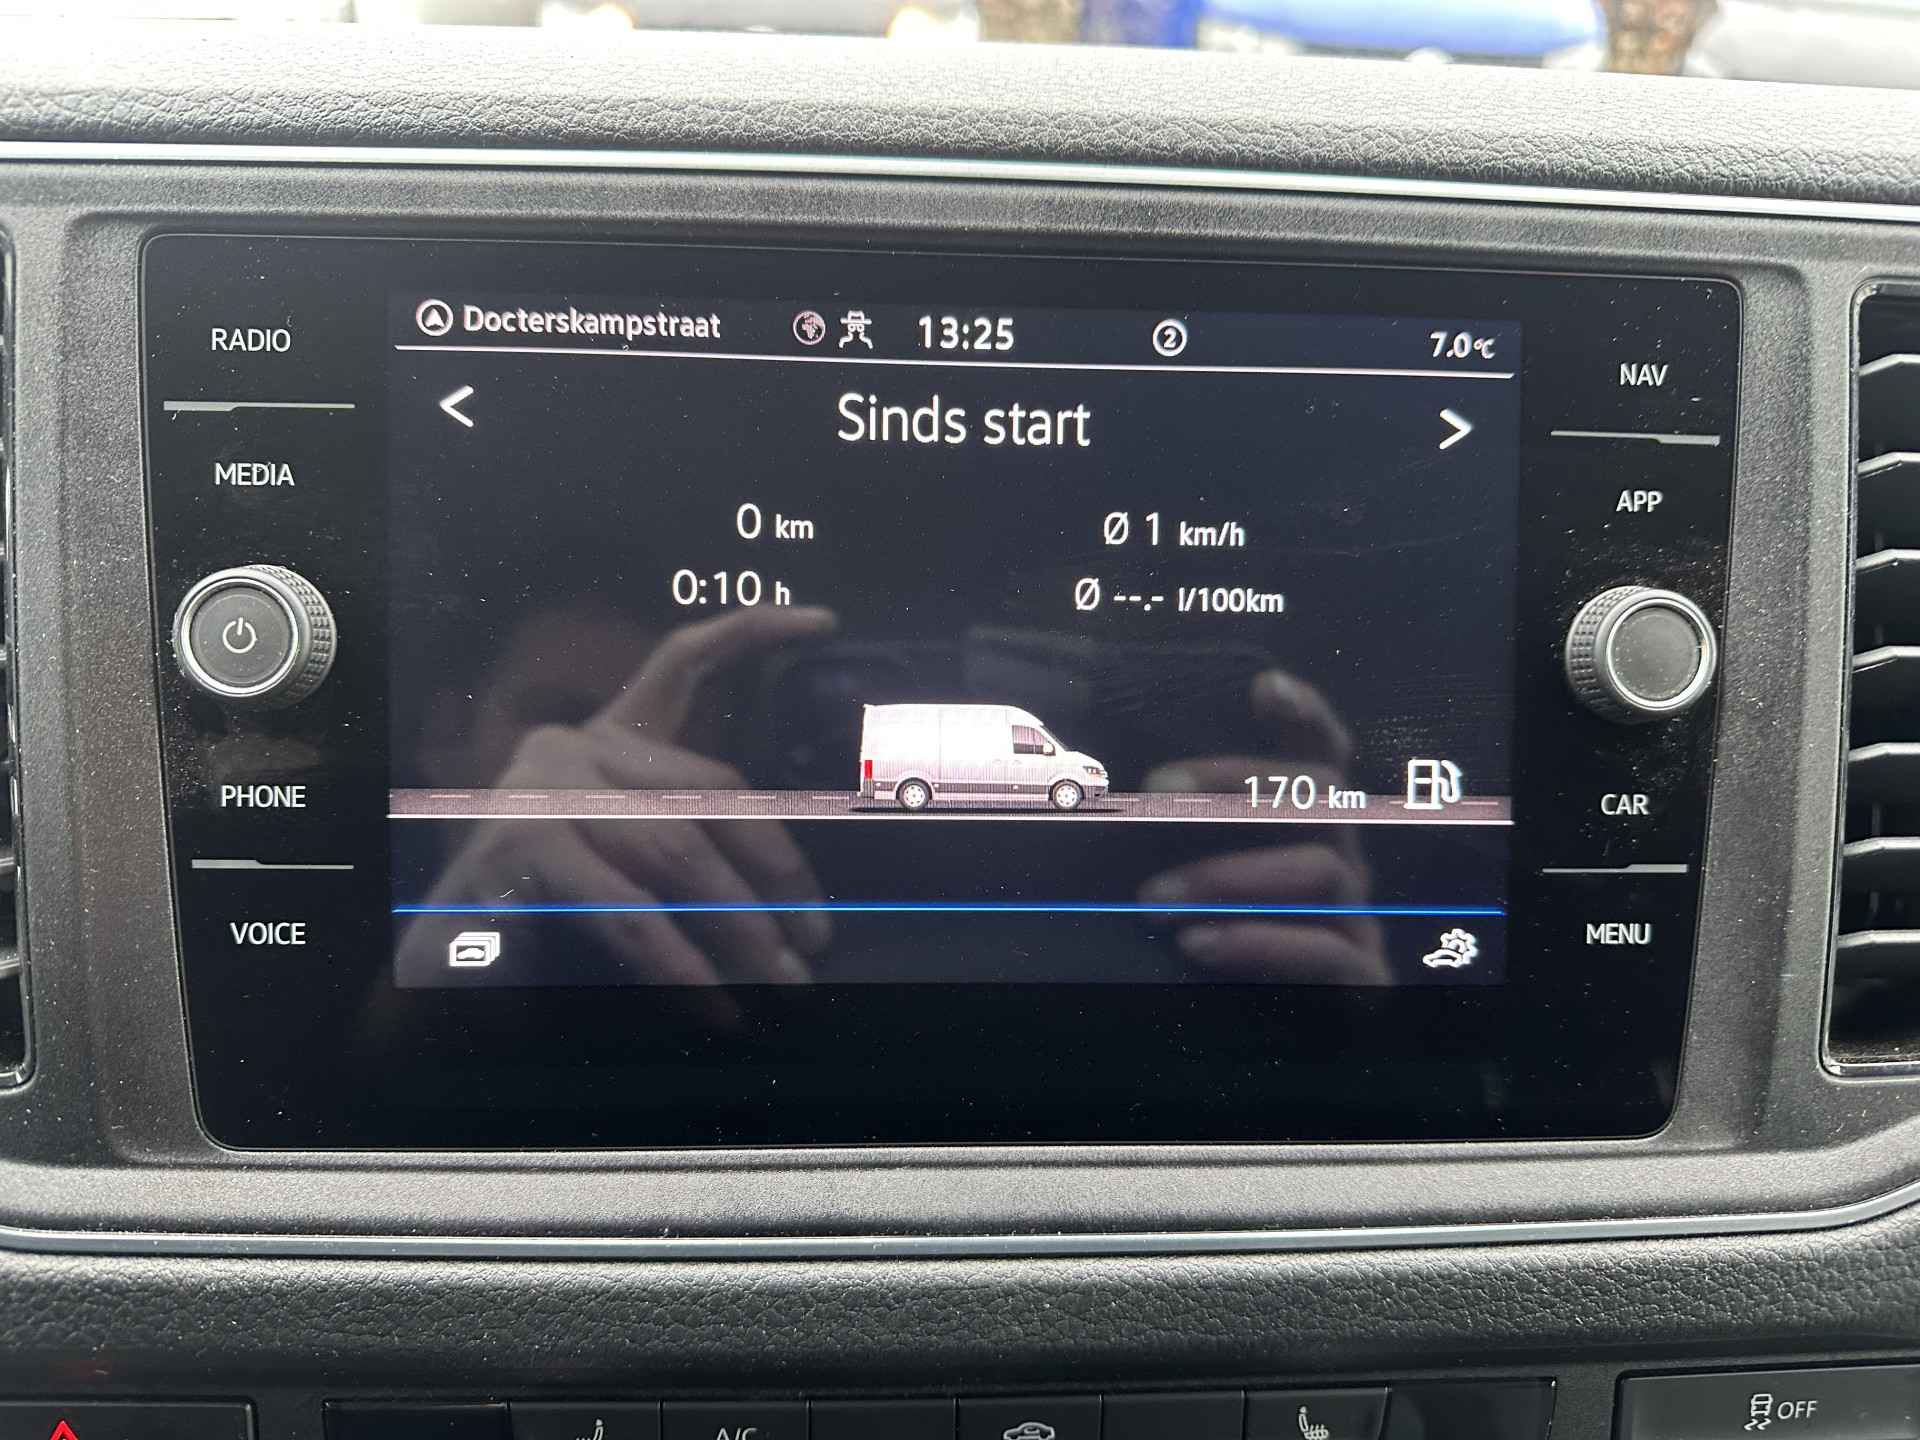 Docterskampstraat 13:25 2 7.0°C
RADIO
NAV
< Sinds start >
MEDIA
APP
0 km Ø 1 km/h
0:10 h Ø --.- l/100km
170 km
PHONE
CAR
VOICE
MENU
A/C
OFF